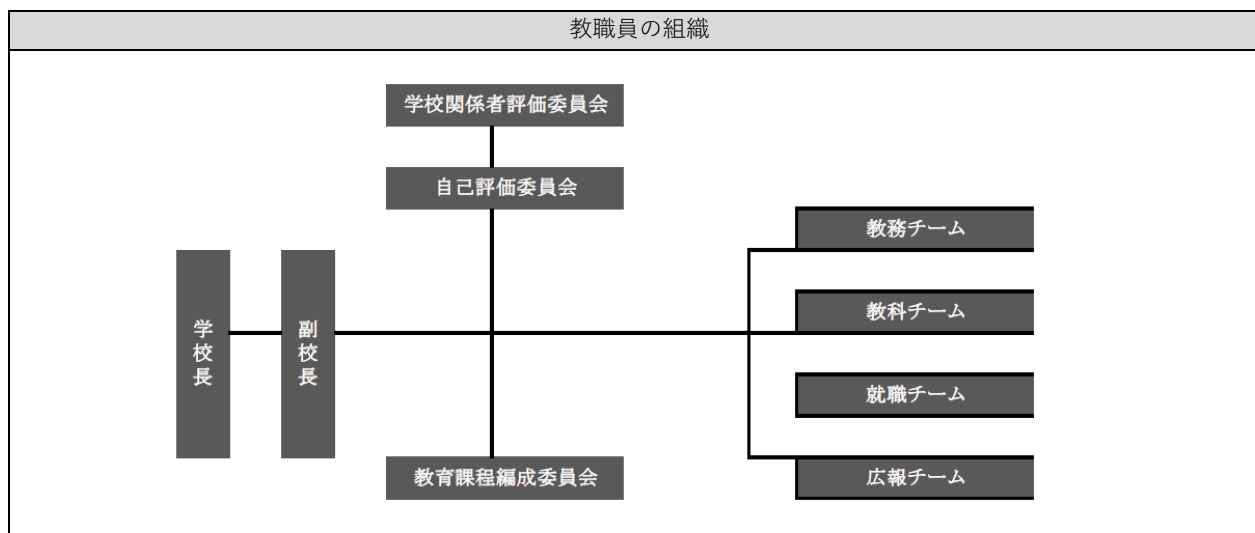 教職員の組織
学校関係者評価委員会
自己評価委員会
学校長
副校長
教育課程編成委員会
教務チーム
教科チーム
就職チーム
広報チーム